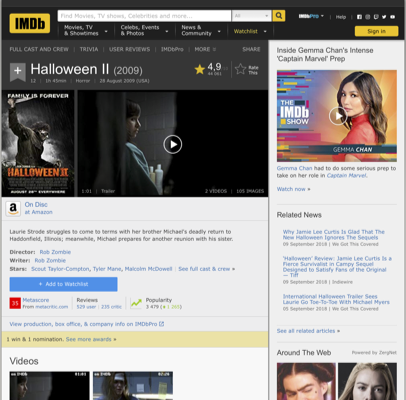 IMDb
Find Movies, TV shows, Celebrities and more...
All
IMDbPro
Help
Movies, TV
& Showtimes
Celebs, Events
& Photos
News &
Community
Watchlist
Sign in
FULL CAST AND CREW | TRIVIA | USER REVIEWS | IMDbPro | MORE
SHARE
Halloween II (2009)
12 | 1h 45min | Horror | 28 August 2009 (USA)
4,9
Rate
This
FAMILY IS FOREVER
HALLOWEEN II
1:01 | Trailer
2 VIDEOS | 105 IMAGES
On Disc
at Amazon
Laurie Strode struggles to come to terms with her brother Michael's deadly return to
Haddonfield, Illinois; meanwhile, Michael prepares for another reunion with his sister.
Director: Rob Zombie
Writer: Rob Zombie
Stars: Scout Taylor-Compton, Tyler Mane, Malcolm McDowell | See full cast & crew »
+ Add to Watchlist
35
Metascore
From metacritic.com
Reviews
529 user | 235 critic
Popularity
3 479
View production, box office, & company info on IMDbPro
1 win & 1 nomination. See more awards »
Videos
Inside Gemma Chan's Intense
'Captain Marvel' Prep
THE
IMDb
SHOW
GEMMA CHAN
Gemma Chan had to do some serious prep to
take on her role in Captain Marvel.
Watch now »
Related News
Why Jamie Lee Curtis Is Glad That The
New Halloween Ignores The Sequels
09 September 2018 | We Got This Covered
'Halloween' Review: Jamie Lee Curtis Is a
Fierce Survivalist in Campy Sequel
Designed to Satisfy Fans of the Original
— Tiff
09 September 2018 | Indiewire
Halloween International Trailer Sees
Laurie Go Toe-To-Toe With Michael Myers
06 September 2018 | We Got This Covered
See all related articles »
Around The Web
Powered by ZergNet